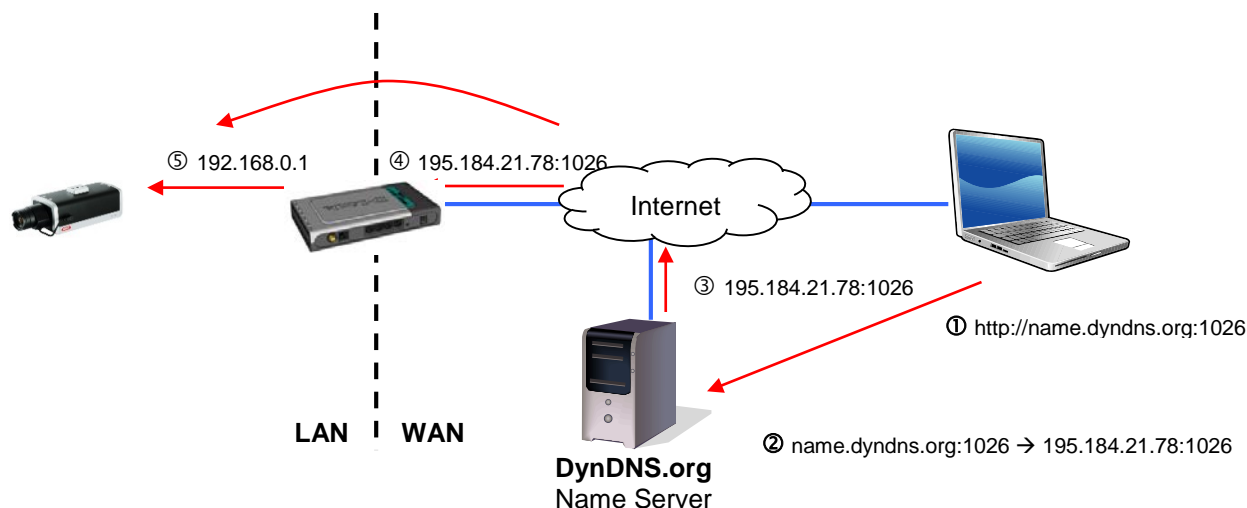 ⑤ 192.168.0.1
④ 195.184.21.78:1026
Internet
③ 195.184.21.78:1026
① http://name.dyndns.org:1026
LAN
WAN
② name.dyndns.org:1026 → 195.184.21.78:1026
DynDNS.org
Name Server